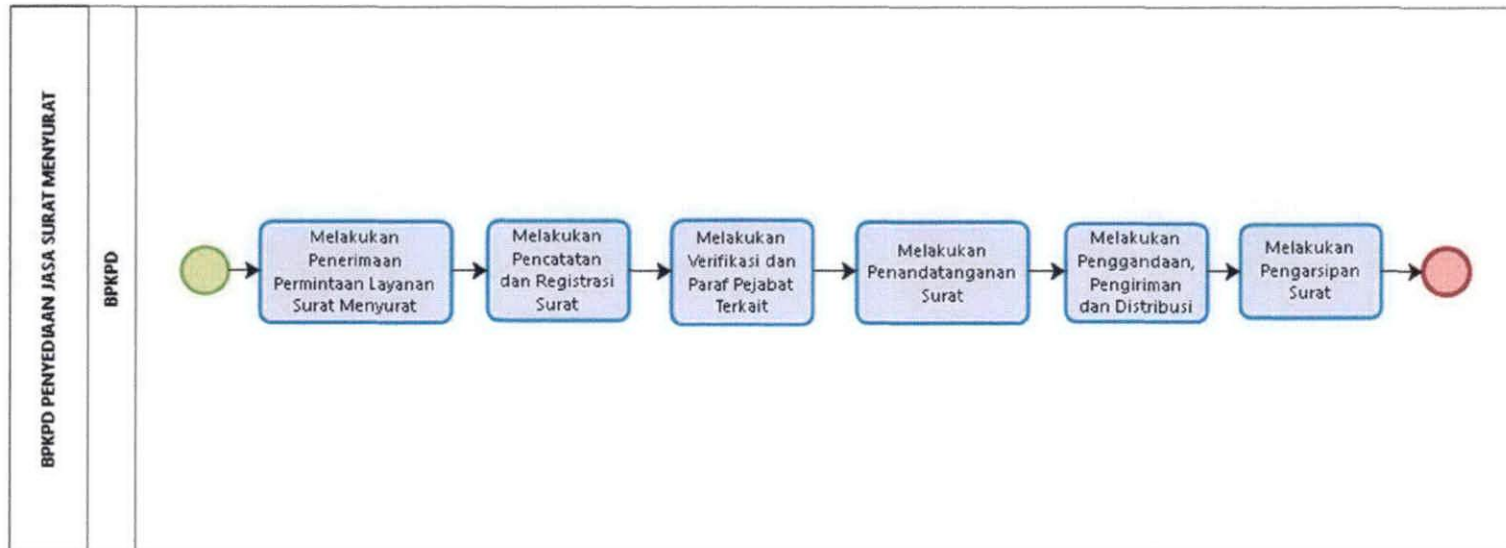 BPKPD PENYEDIAAN JASA SURAT MENYURAT
BPKPD
Melakukan
Penerimaan
Permintaan Layanan
Surat Menyurat
Melakukan
Pencatatan
dan Registrasi
Surat
Melakukan
Verifikasi dan
Paraf Pejabat
Terkait
Melakukan
Penandatanganan
Surat
Melakukan
Penggandaan,
Pengiriman
dan Distribusi
Melakukan
Pengarsipan
Surat